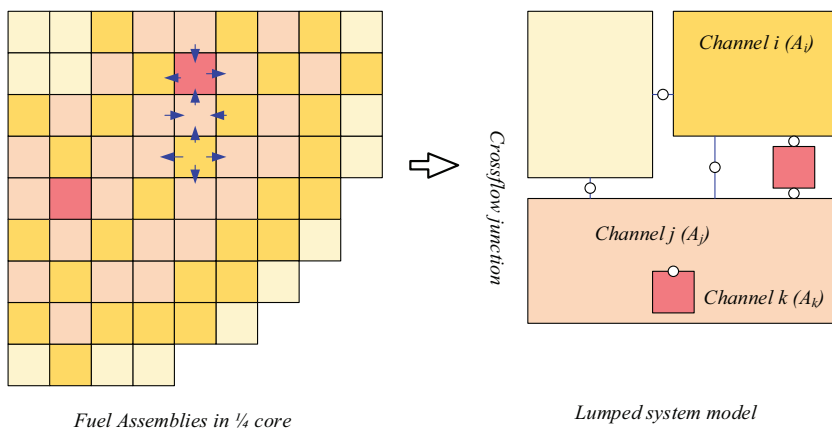 Channel i (Ai)
Crossflow junction
Channel j (Aj)
Channel k (Ak)
Fuel Assemblies in ¼ core
Lumped system model